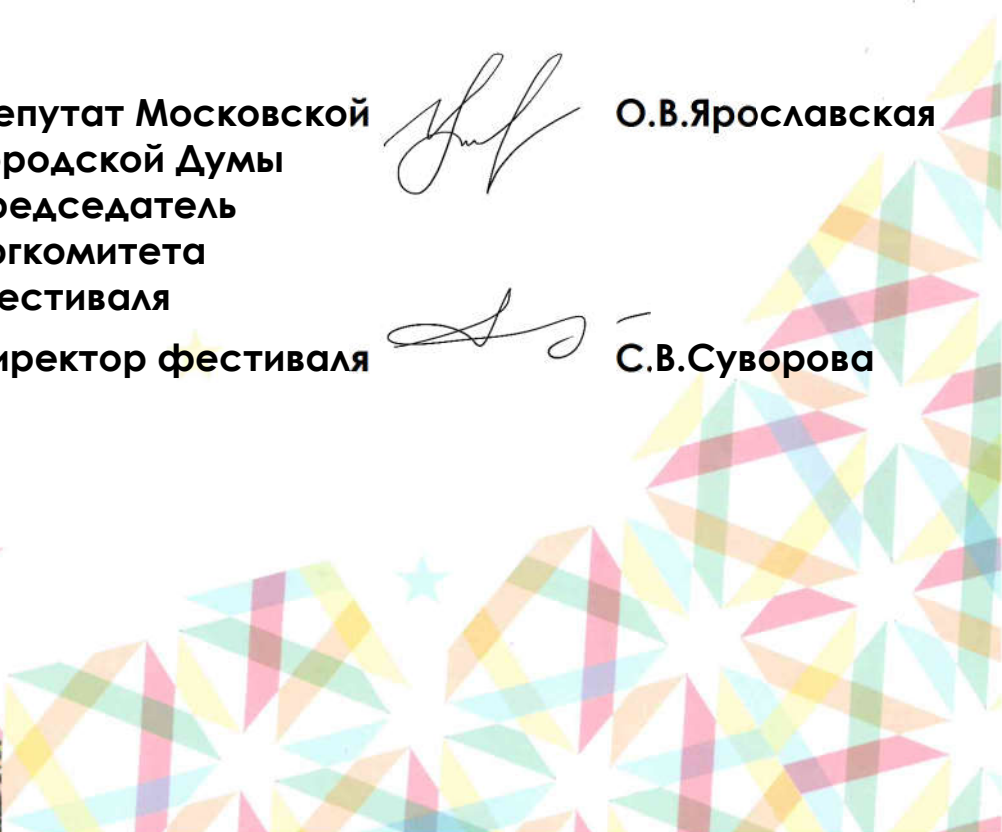 епутат Московской О.В.Ярославская
ородской Думы
редседатель
ргкомитета
естиваля
иректор фестиваля С.В.Суворова